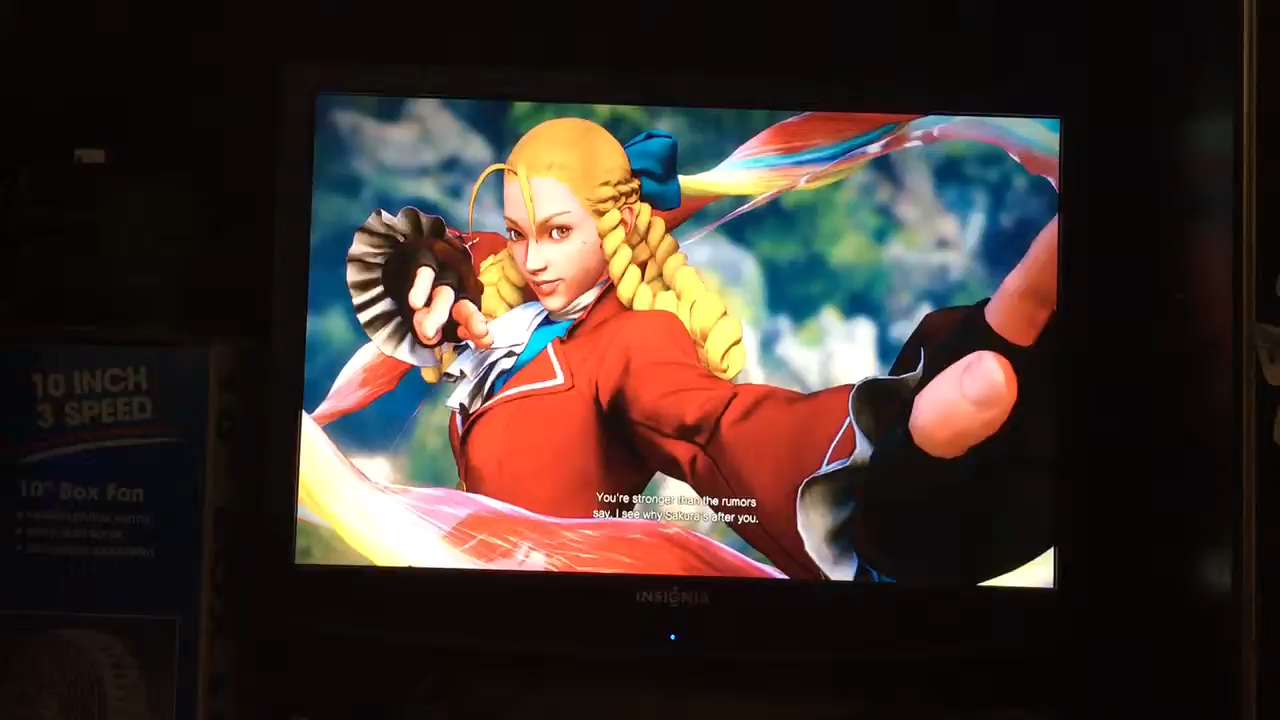 10 INCH
3 SPEED
10" Box Fan
You're stronger than the rumors
say. I see why Sakura's after you.
INSIGNIA